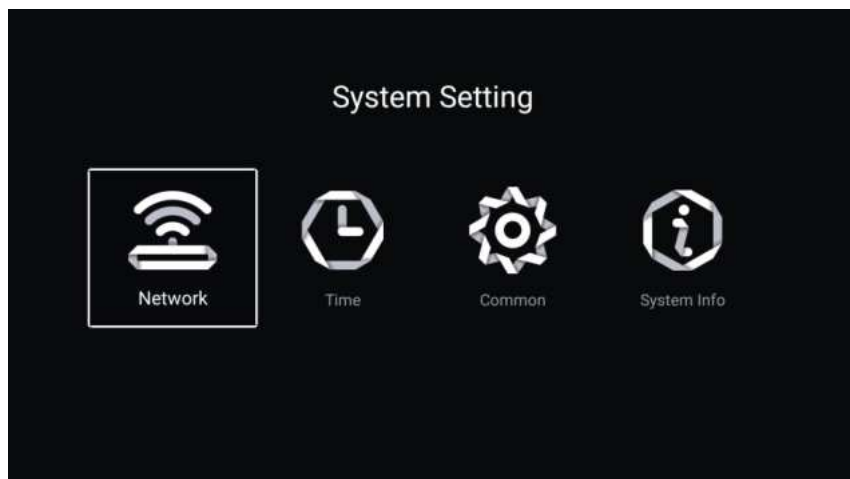 System Setting
Network
Time
Common
System Info